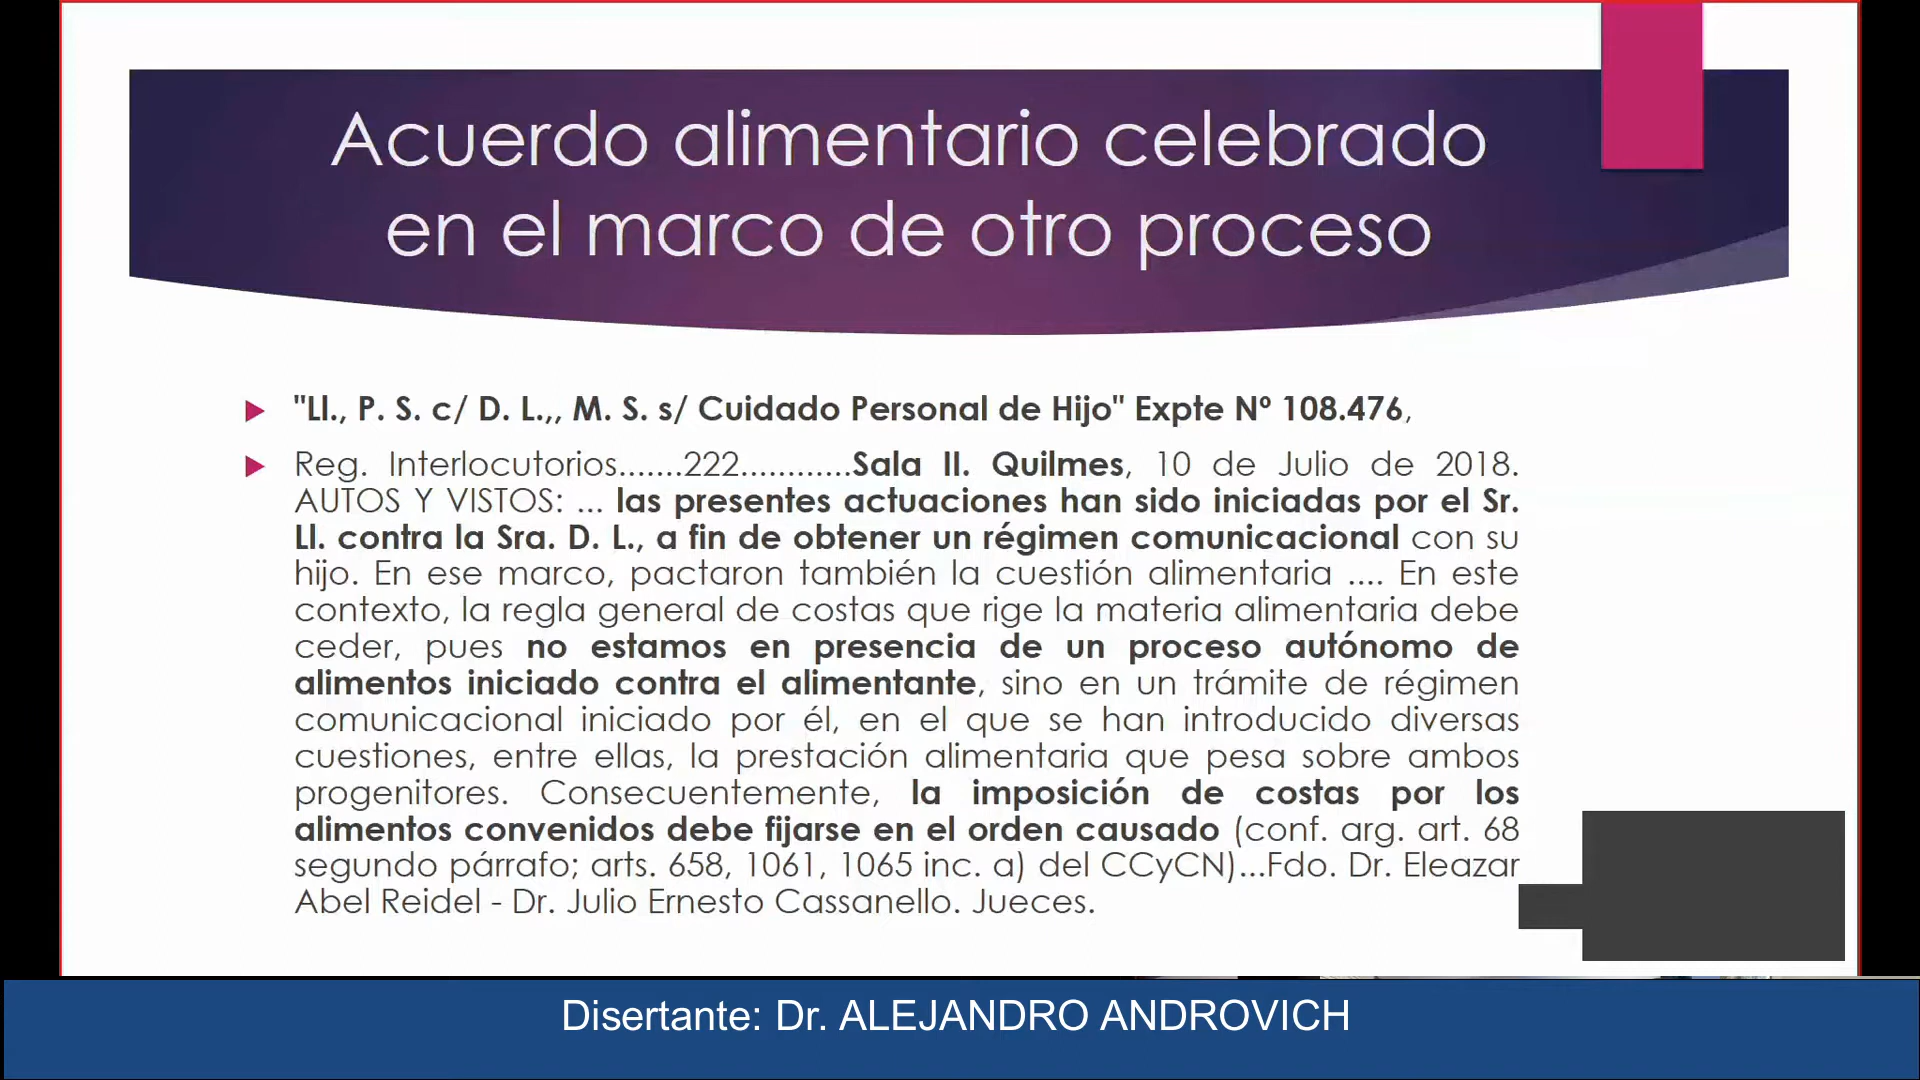 Acuerdo alimentario celebrado
en el marco de otro proceso
"Ll., P. S. c/ D. L.,, M. S. s/ Cuidado Personal de Hijo" Expte Nº 108.476,
Reg. Interlocutorios.......222............Sala II. Quilmes, 10 de Julio de 2018.
AUTOS Y VISTOS: ... las presentes actuaciones han sido iniciadas por el Sr.
Ll. contra la Sra. D. L., a fin de obtener un régimen comunicacional con su
hijo. En ese marco, pactaron también la cuestión alimentaria .... En este
contexto, la regla general de costas que rige la materia alimentaria debe
ceder, pues no estamos en presencia de un proceso autónomo de
alimentos iniciado contra el alimentante, sino en un trámite de régimen
comunicacional iniciado por él, en el que se han introducido diversas
cuestiones, entre ellas, la prestación alimentaria que pesa sobre ambos
progenitores. Consecuentemente, la imposición de costas por los
alimentos convenidos debe fijarse en el orden causado (conf. arg. art. 68
segundo párrafo; arts. 658, 1061, 1065 inc. a) del CCyCN)...Fdo. Dr. Eleazar
Abel Reidel - Dr. Julio Ernesto Cassanello. Jueces.
Disertante: Dr. ALEJANDRO ANDROVICH